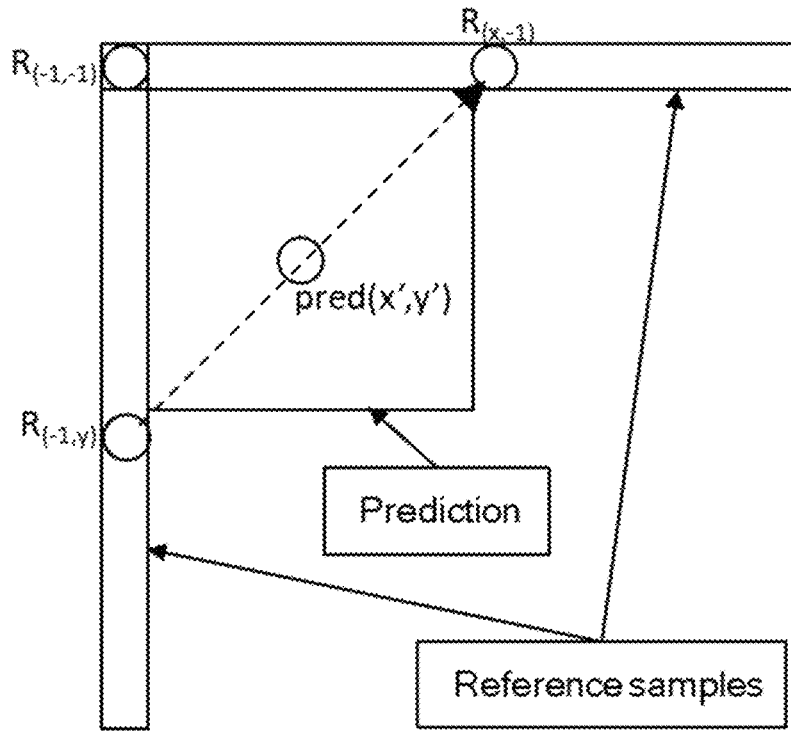 R(x,-1)
R(-1,-1)
pred(x',y')
R(-1,y)
Prediction
Reference samples